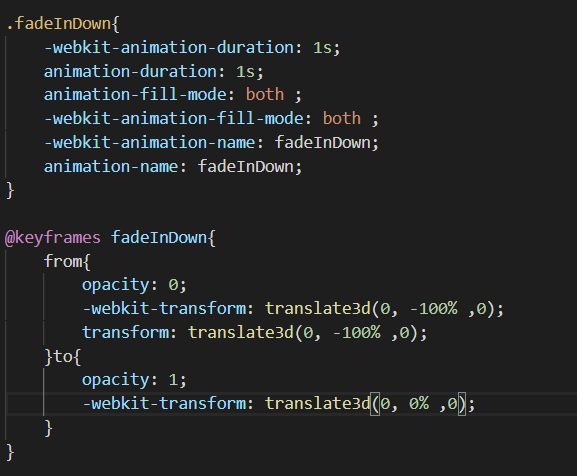 .fadeInDown{
    -webkit-animation-duration: 1s;
    animation-duration: 1s;
    animation-fill-mode: both ;
    -webkit-animation-fill-mode: both ;
    -webkit-animation-name: fadeInDown;
    animation-name: fadeInDown;
}

@keyframes fadeInDown{
    from{
        opacity: 0;
        -webkit-transform: translate3d(0, -100% ,0);
        transform: translate3d(0, -100% ,0);
    }to{
        opacity: 1;
        -webkit-transform: translate3d(0, 0% ,0);
    }
}